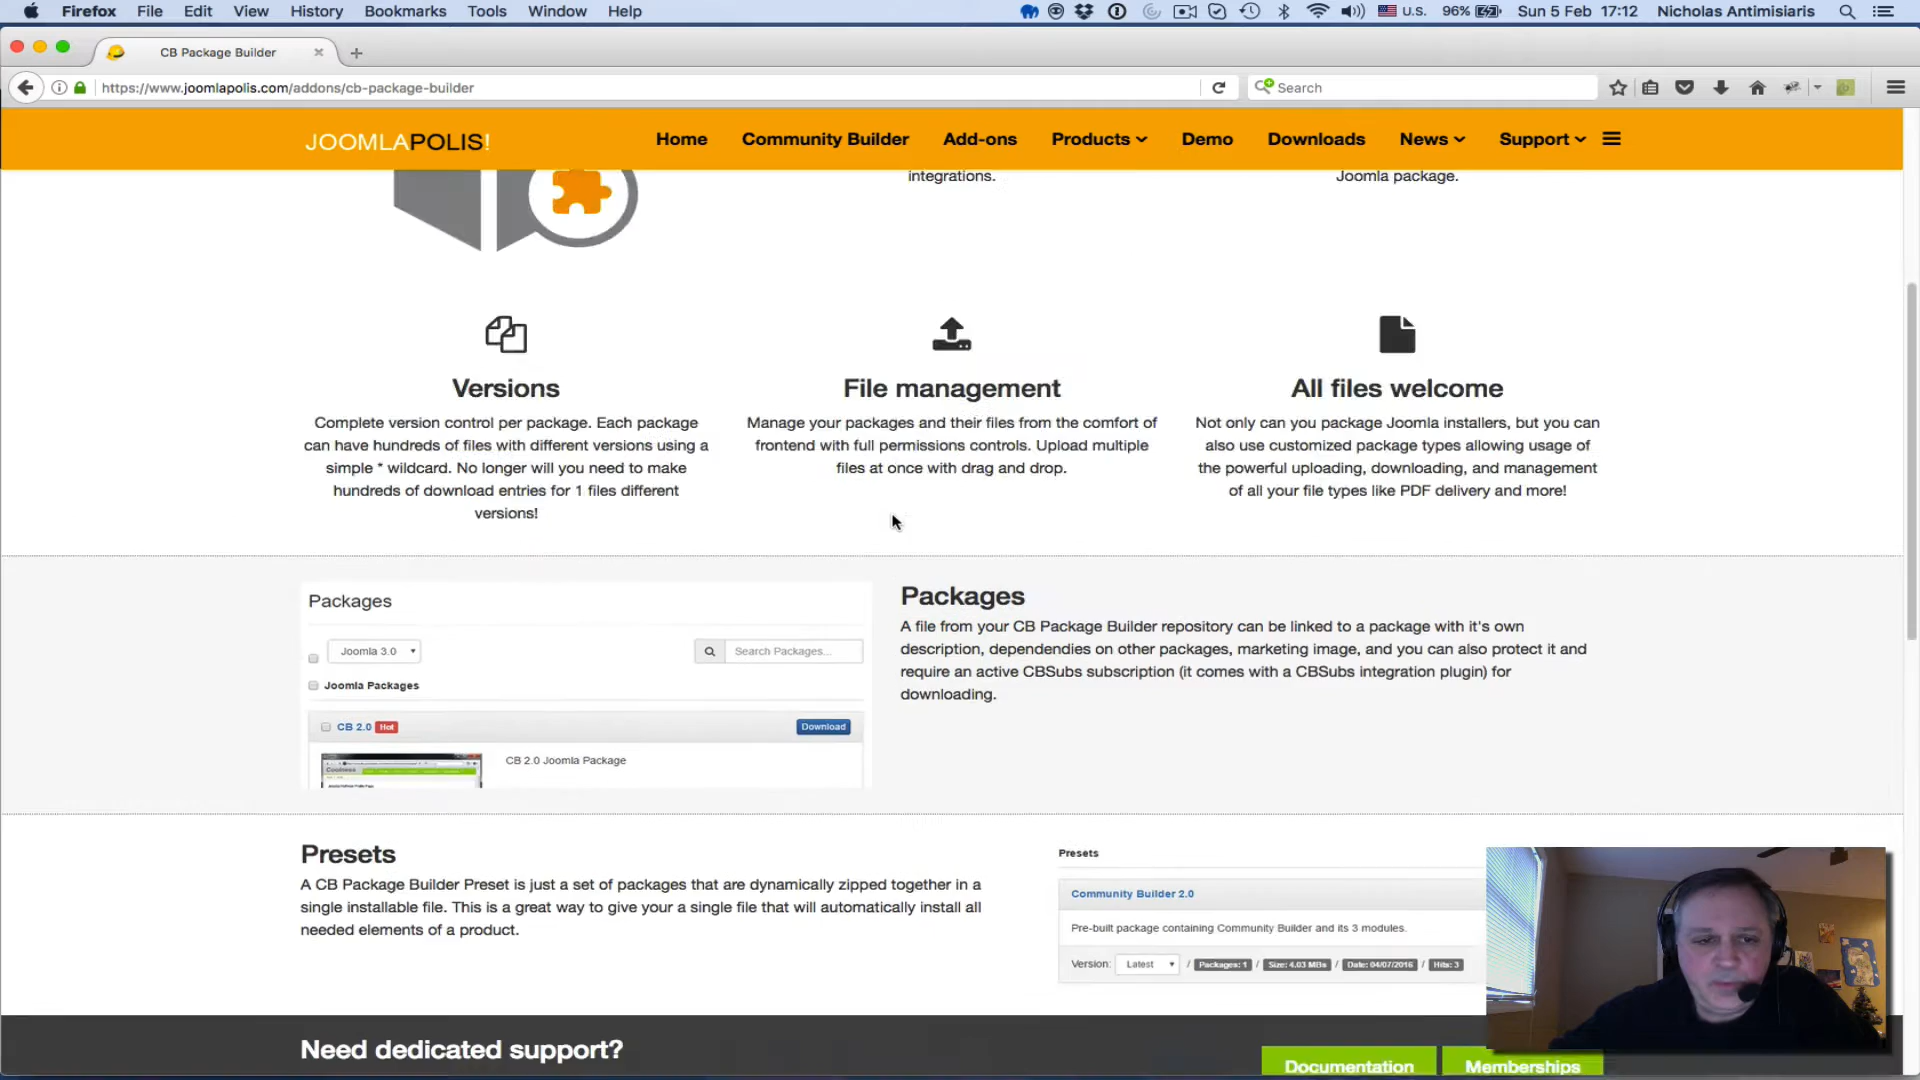 Firefox File Edit View History Bookmarks Tools Window Help U.S. 96% Sun 5 Feb 17:12 Nicholas Antimisiaris
CB Package Builder
https://www.joomlapolis.com/addons/cb-package-builder Search
JOOMLAPOLIS! Home Community Builder Add-ons Products Demo Downloads News Support
integrations.
Joomla package.
Versions
Complete version control per package. Each package
can have hundreds of files with different versions using a
simple * wildcard. No longer will you need to make
hundreds of download entries for 1 files different
versions!
File management
Manage your packages and their files from the comfort of
frontend with full permissions controls. Upload multiple
files at once with drag and drop.
All files welcome
Not only can you package Joomla installers, but you can
also use customized package types allowing usage of
the powerful uploading, downloading, and management
of all your file types like PDF delivery and more!
Packages
Joomla 3.0 Search Packages...
Joomla Packages
CB 2.0 Hot Download
CB 2.0 Joomla Package
Packages
A file from your CB Package Builder repository can be linked to a package with it's own
description, dependendies on other packages, marketing image, and you can also protect it and
require an active CBSubs subscription (it comes with a CBSubs integration plugin) for
downloading.
Presets
A CB Package Builder Preset is just a set of packages that are dynamically zipped together in a
single installable file. This is a great way to give your a single file that will automatically install all
needed elements of a product.
Presets
Community Builder 2.0
Pre-built package containing Community Builder and its 3 modules.
Version: Latest / Packages: 1 / Size: 4.03 MBs / Date: 04/07/2016 / Hits: 3
Need dedicated support?
Documentation Memberships